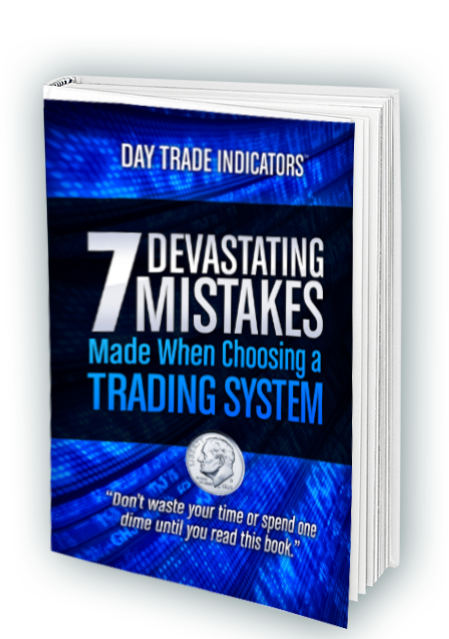 DAY TRADE INDICATORS™
7 DEVASTATING
MISTAKES
Made When Choosing a
TRADING SYSTEM
"Don't waste your time or spend one
dime until you read this book."